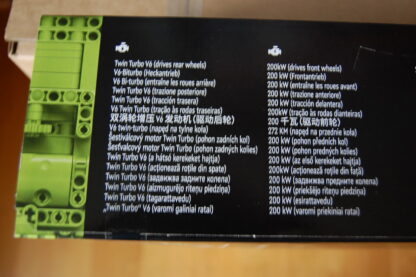 Twin Turbo V6 (drives rear wheels)
V6-Biturbo (Heckantrieb)
V6 Bi-turbo (entraîne les roues arrière)
Twin Turbo V6 (trazione posteriore)
Twin Turbo V6 (tracción trasera)
V6 Twin Turbo (tração às rodas traseiras)
双涡轮增压 V6 发动机 (驱动后轮)
V6 twin-turbo (napęd na tylne koła)
Šestiválcový motor Twin Turbo (pohon zadních kol)
Šesťvalcový motor Twin Turbo (pohon zadných kolies)
Twin Turbo V6 (a hátsó kerekeket hajtja)
Twin Turbo V6 (acționează roțile din spate)
Twin Turbo V6 (задвижва задните колела)
Twin Turbo V6 (aizmugurējo riteņu piedziņa)
Twin Turbo V6 (tagarattavedu)
„Twin Turbo“ V6 (varomi galiniai ratai)
200kW (drives front wheels)
200 kW (Frontantrieb)
200 kW (entraîne les roues avant)
200 kW (trazione anteriore)
200 kW (tracción delantera)
200kW (tração às rodas dianteiras)
200 千瓦 (驱动前轮)
272 KM (napęd na przednie koła)
200 kW (pohon předních kol)
200 kW (pohon predných kolies)
200 kW (az első kerekeket hajtja)
200kW (acționează roțile din față)
200 kW (задвижва предните колела)
200 kW (priekšējo riteņu piedziņa)
200 kW (esirattavedu)
200 kW (varomi priekiniai ratai)